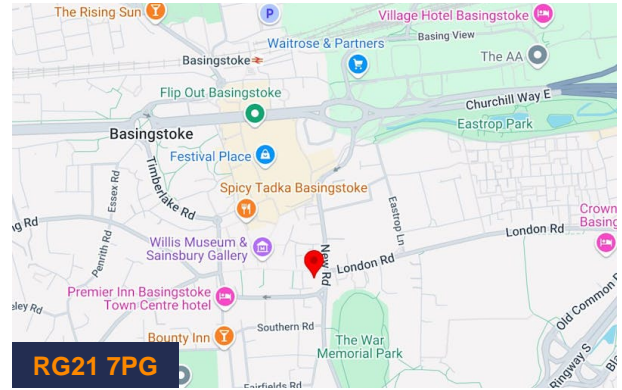 The Rising Sun
P
Village Hotel Basingstoke
Waitrose & Partners
Basing View
The AA
Basingstoke
Flip Out Basingstoke
Churchill Way E
Eastrop Park
Basingstoke
Festival Place
Essex Rd
Timberlake Rd
Spicy Tadka Basingstoke
Eastrop Ln
Penrith Rd
Willis Museum &
Sainsbury Gallery
New Rd
London Rd
London Rd
Crown
Basing
ng Rd
Premier Inn Basingstoke
Town Centre hotel
eley Rd
Bounty Inn
Southern Rd
The War
Memorial Park
Old Common
Ringway S
Fairfields Rd
RG21 7PG